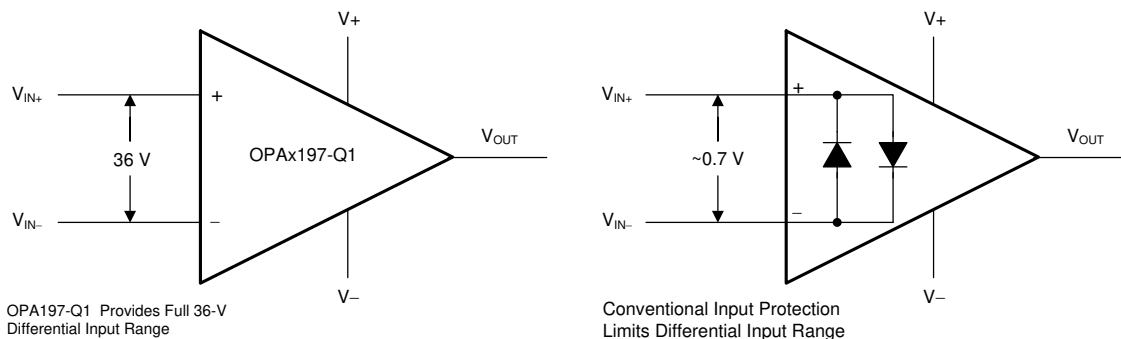 V+
V+
VIN+
+
36 V
OPAx197-Q1
VOUT
VIN−
−
V−
OPA197-Q1 Provides Full 36-V
Differential Input Range
VIN+
+
~0.7 V
VOUT
VIN−
−
V−
Conventional Input Protection
Limits Differential Input Range